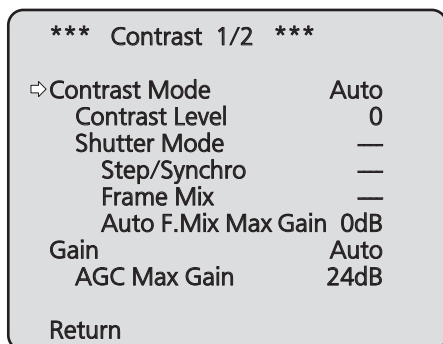 *** Contrast 1/2 ***
⇨Contrast Mode Auto
Contrast Level 0
Shutter Mode —
Step/Synchro —
Frame Mix —
Auto F.Mix Max Gain 0dB
Gain Auto
AGC Max Gain 24dB
Return